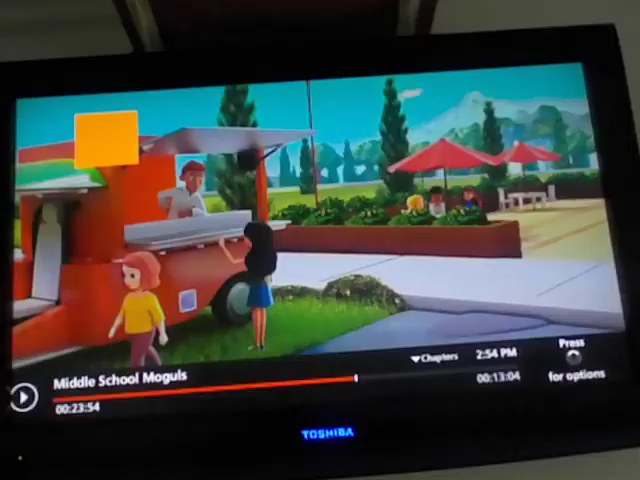 ▼Chapters
2:54 PM
Press
Middle School Moguls
00:13:04
for options
00:23:54
TOSHIBA